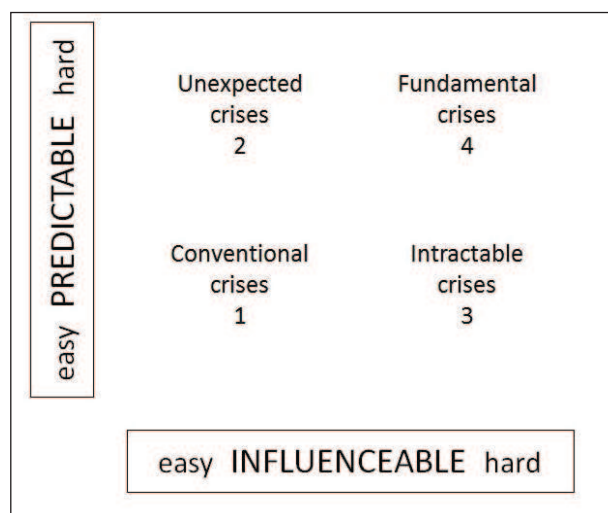 easy PREDICTABLE hard
Unexpected
crises
2
Fundamental
crises
4
Conventional
crises
1
Intractable
crises
3
easy INFLUENCEABLE hard